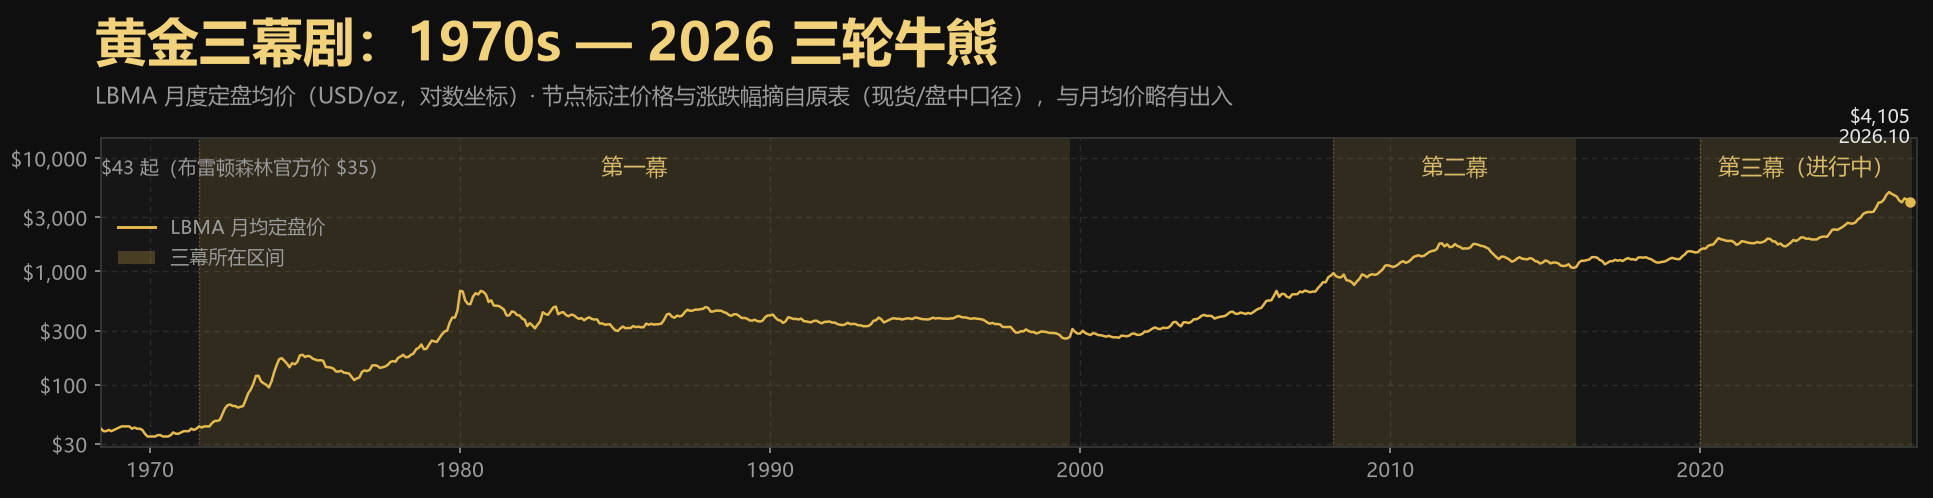 黄金三幕剧：1970s — 2026 三轮牛熊
LBMA 月度定盘均价（USD/oz，对数坐标）· 节点标注价格与涨跌幅摘自原表（现货/盘中口径），与月均价略有出入
$4,105
2026.10
$10,000
$43 起（布雷顿森林官方价 $35）
第一幕
第二幕
第三幕（进行中）
$3,000
LBMA 月均定盘价
三幕所在区间
$1,000
$300
$100
$30
1970
1980
1990
2000
2010
2020